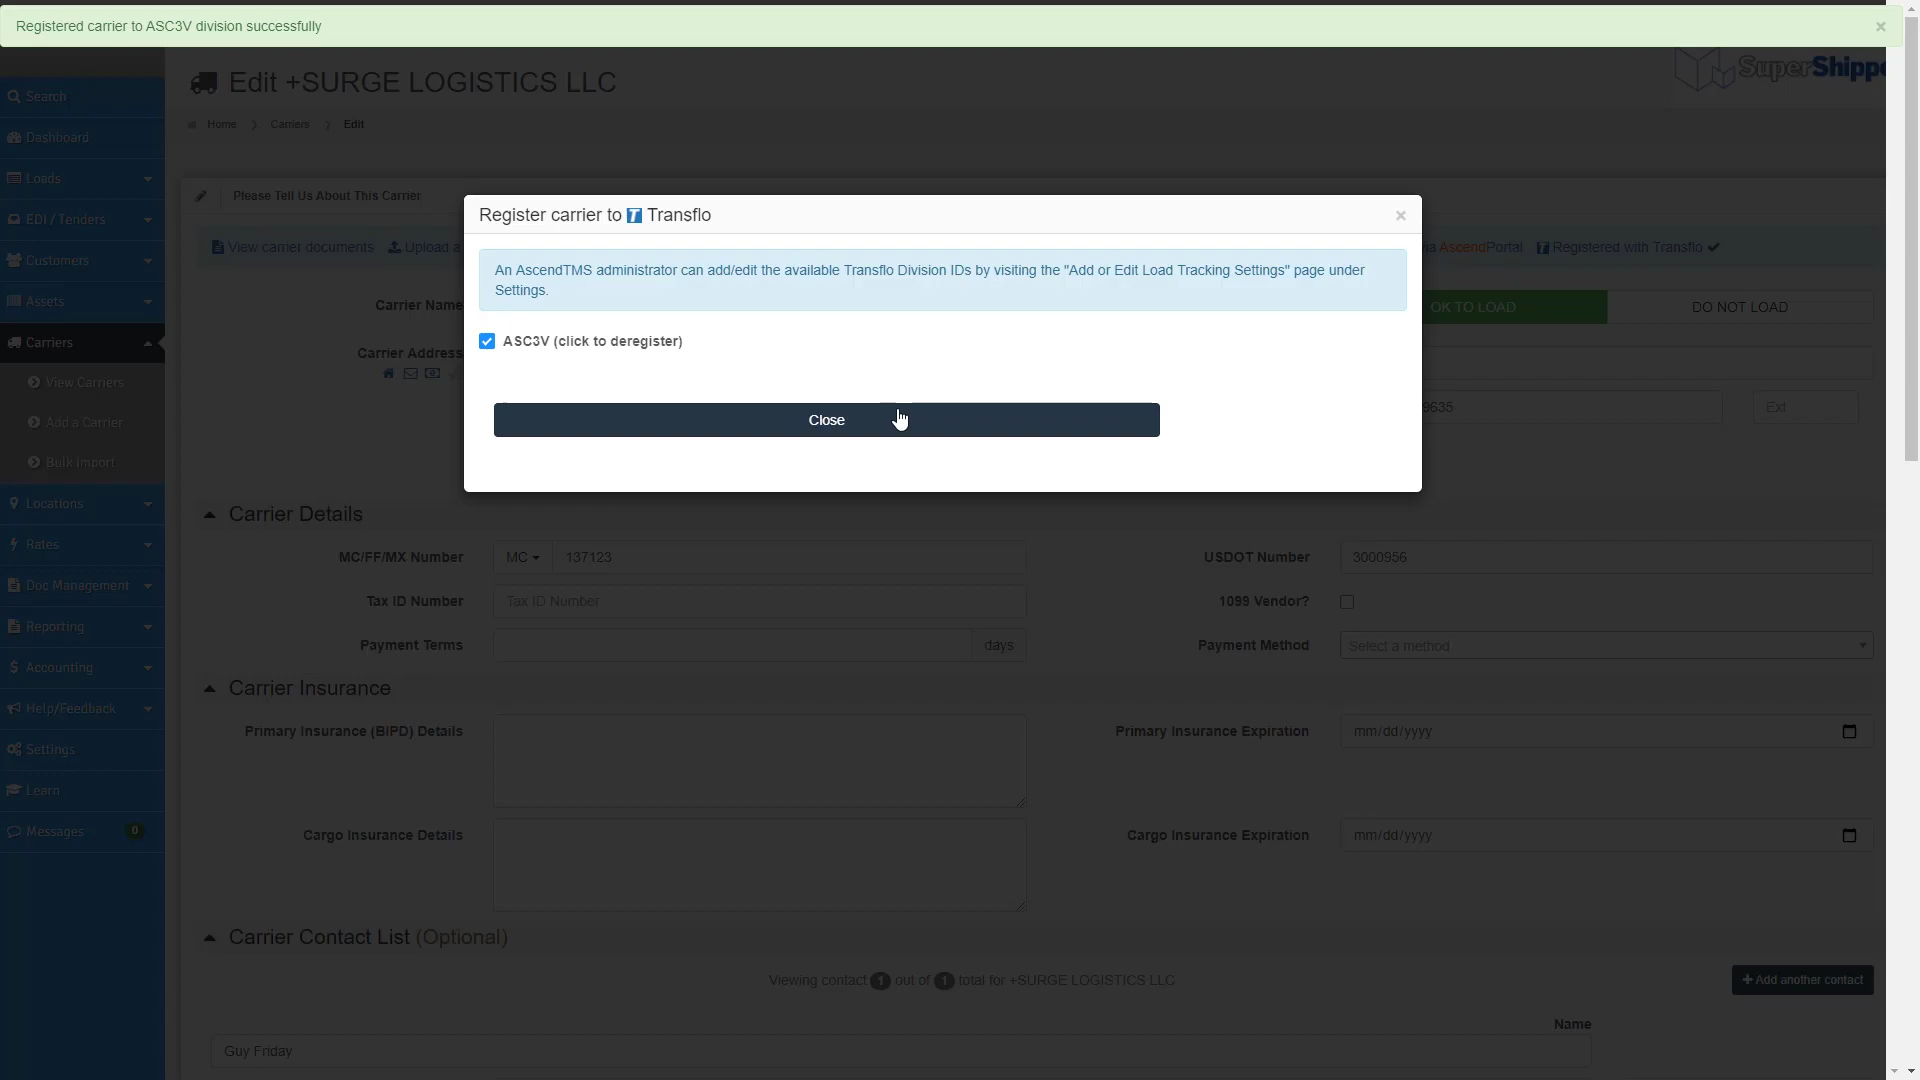 Registered carrier to ASC3V division successfully
×
Edit +SURGE LOGISTICS LLC
SuperShippe
Home
Carriers
Edit
Search
Dashboard
Loads
EDI / Tenders
Customers
Assets
Carriers
View Carriers
Add a Carrier
Bulk Import
Locations
Rates
Doc Management
Reporting
$ Accounting
Help/Feedback
Settings
Learn
Messages 0
Please Tell Us About This Carrier
View carrier documents
Upload a
AscendPortal
Registered with Transflo
Register carrier to T Transflo
×
An AscendTMS administrator can add/edit the available Transflo Division IDs by visiting the "Add or Edit Load Tracking Settings" page under
Settings.
ASC3V (click to deregister)
Close
Carrier Name
OK TO LOAD
DO NOT LOAD
Carrier Address
9635
Ext
Carrier Details
MC/FF/MX Number
MC
137123
USDOT Number
3000956
Tax ID Number
Tax ID Number
1099 Vendor?
Payment Terms
days
Payment Method
Select a method
Carrier Insurance
Primary Insurance (BIPD) Details
Primary Insurance Expiration
mm/dd/yyyy
Cargo Insurance Details
Cargo Insurance Expiration
mm/dd/yyyy
Carrier Contact List (Optional)
Viewing contact 1 out of 1 total for +SURGE LOGISTICS LLC
+ Add another contact
Name
Guy Friday